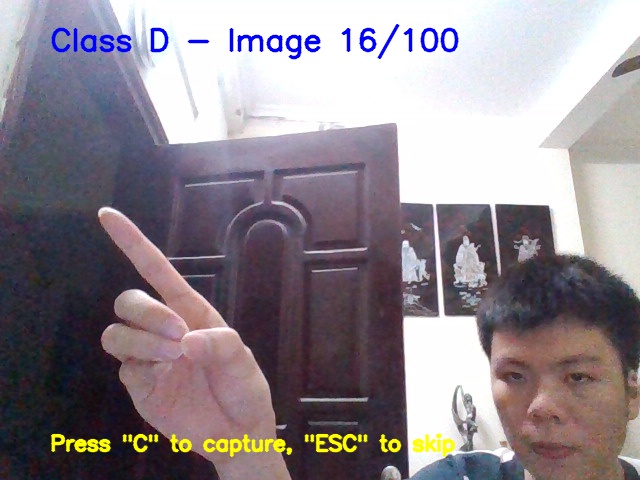 Class D - Image 16/100
Press "C" to capture, "ESC" to skip